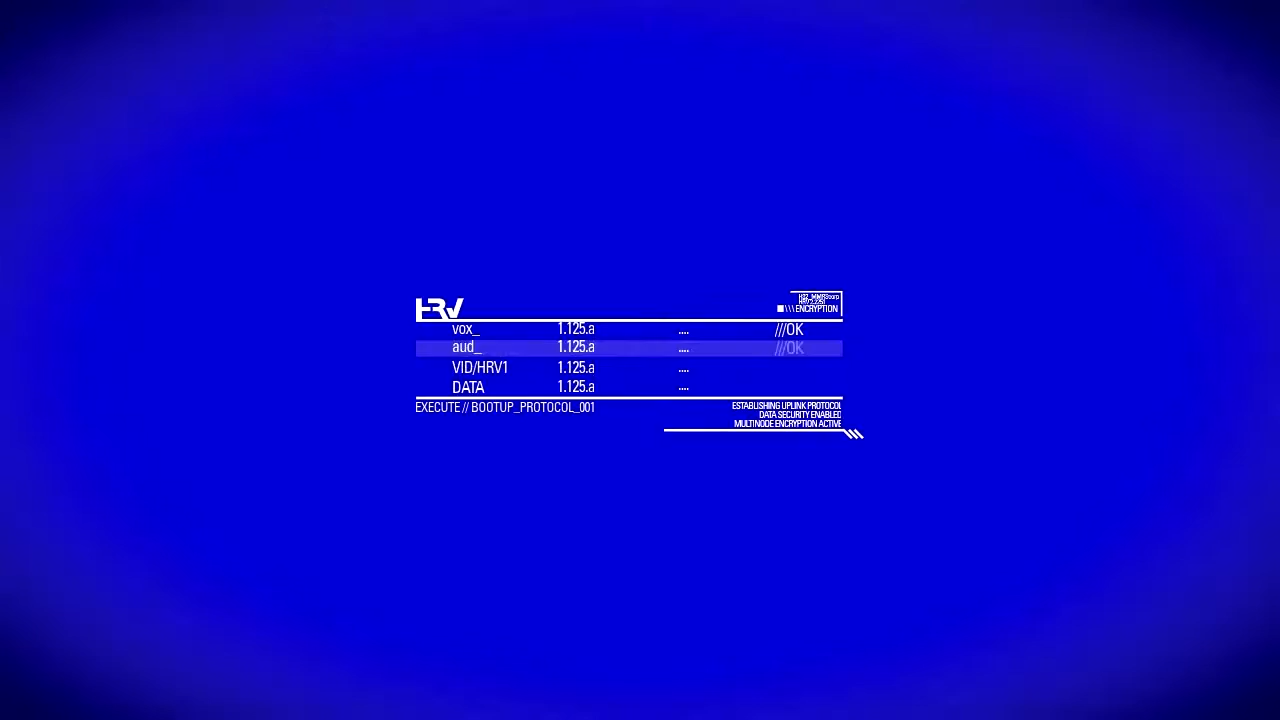 HRV
\\\ENCRYPTION
vox_ 1.125.a .... ///OK
aud_ 1.125.a .... ///OK
VID/HRV1 1.125.a ....
DATA 1.125.a ....
EXECUTE // BOOTUP_PROTOCOL_001
ESTABLISHING UPLINK PROTOCOL
DATA SECURITY ENABLED
MULTINODE ENCRYPTION ACTIVE